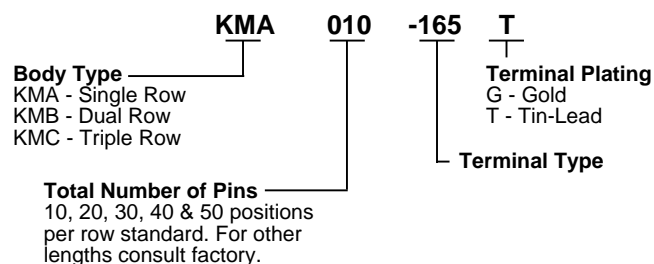 KMA 010 -165 T
Body Type
KMA - Single Row
KMB - Dual Row
KMC - Triple Row
Terminal Plating
G - Gold
T - Tin-Lead
Terminal Type
Total Number of Pins
10, 20, 30, 40 & 50 positions
per row standard. For other
lengths consult factory.